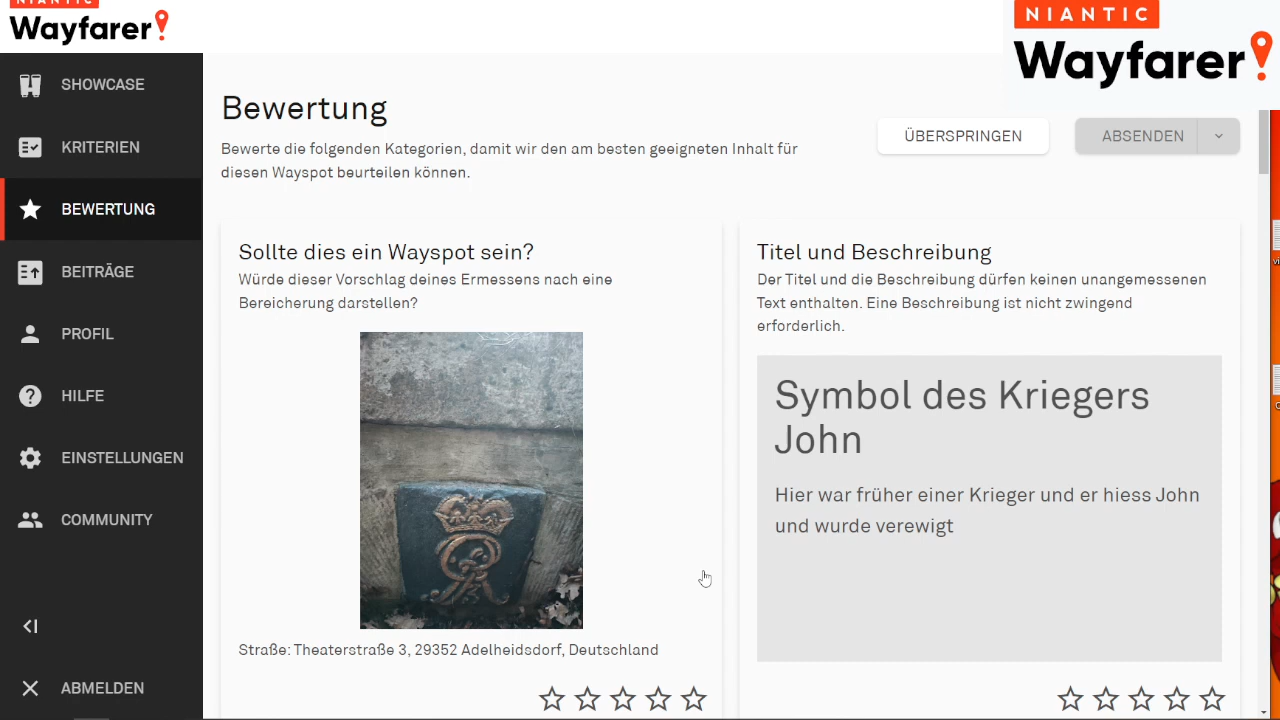 NIANTIC
Wayfarer!
NIANTIC
Wayfarer!
SHOWCASE
KRITERIEN
BEWERTUNG
BEITRÄGE
PROFIL
HILFE
EINSTELLUNGEN
COMMUNITY
ABMELDEN
Bewertung
Bewerte die folgenden Kategorien, damit wir den am besten geeigneten Inhalt für
diesen Wayspot beurteilen können.
ÜBERSPRINGEN
ABSENDEN
Sollte dies ein Wayspot sein?
Würde dieser Vorschlag deines Ermessens nach eine
Bereicherung darstellen?
Straße: Theaterstraße 3, 29352 Adelheidsdorf, Deutschland
Titel und Beschreibung
Der Titel und die Beschreibung dürfen keinen unangemessenen
Text enthalten. Eine Beschreibung ist nicht zwingend
erforderlich.
Symbol des Kriegers
John
Hier war früher einer Krieger und er hiess John
und wurde verewigt